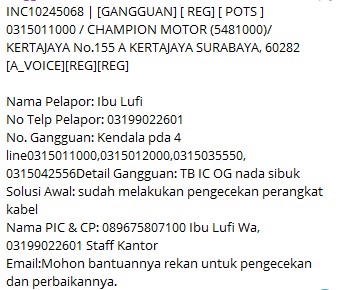 INC10245068 | [GANGGUAN] [ REG] [ POTS ]
0315011000 / CHAMPION MOTOR (5481000)/
KERTAJAYA No.155 A KERTAJAYA SURABAYA, 60282
[A_VOICE][REG][REG]
Nama Pelapor: Ibu Lufi
No Telp Pelapor: 03199022601
No. Gangguan: Kendala pda 4
line0315011000,0315012000,0315035550,
0315042556Detail Gangguan: TB IC OG nada sibuk
Solusi Awal: sudah melakukan pengecekan perangkat
kabel
Nama PIC & CP: 089675807100 Ibu Lufi Wa,
03199022601 Staff Kantor
Email:Mohon bantuannya rekan untuk pengecekan
dan perbaikannya.